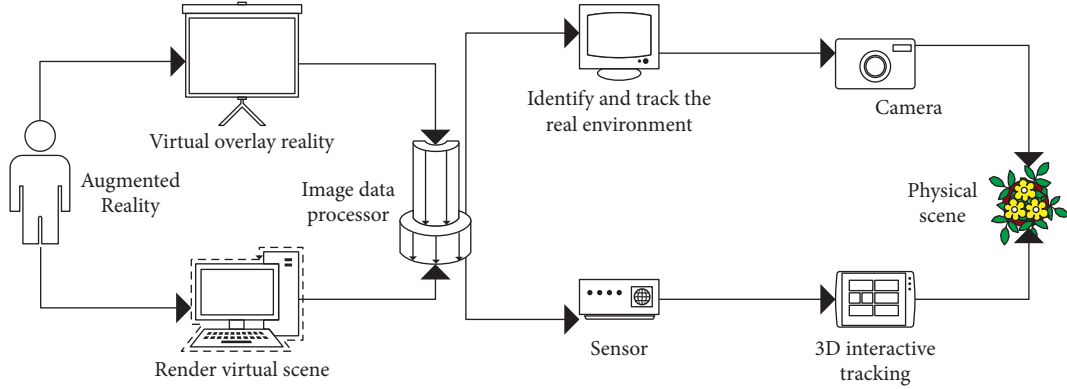 Virtual overlay reality
Identify and track the
real environment
Camera
Augmented
Reality
Image data
processor
Physical
scene
Render virtual scene
Sensor
3D interactive
tracking